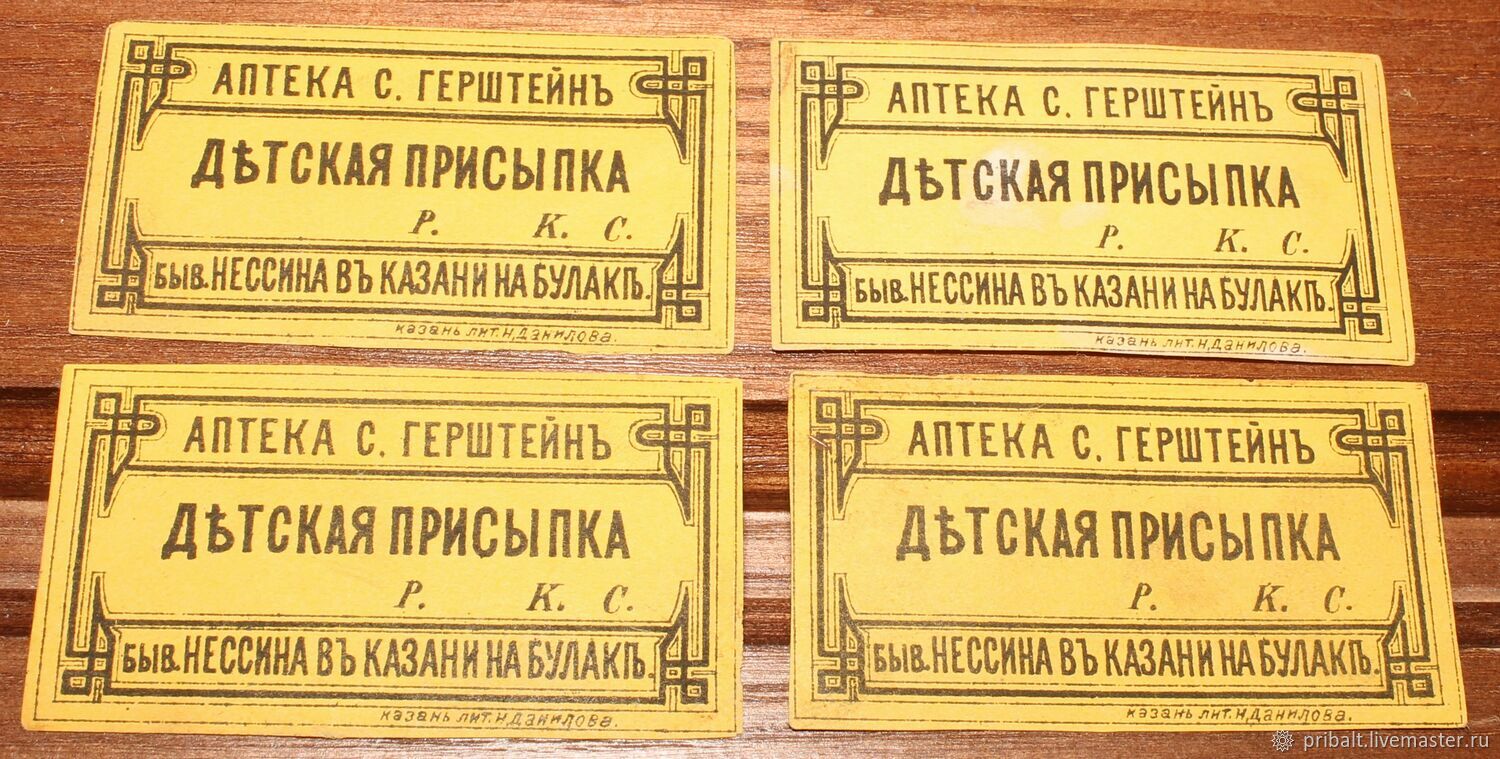 АПТЕКА С. ГЕРШТЕЙНЪ
ДѢТСКАЯ ПРИСЫПКА
Р. К. С.
БЫВ. НЕССИНА ВЪ КАЗАНИ НА БУЛАКѢ.
Казань лит. Н, Данилова.
АПТЕКА С. ГЕРШТЕЙНЪ
ДѢТСКАЯ ПРИСЫПКА
Р. К. С.
БЫВ. НЕССИНА ВЪ КАЗАНИ НА БУЛАКѢ.
Казань лит. Н, Данилова.
АПТЕКА С. ГЕРШТЕЙНЪ
ДѢТСКАЯ ПРИСЫПКА
Р. К. С.
БЫВ. НЕССИНА ВЪ КАЗАНИ НА БУЛАКѢ.
Казань лит. Н, Данилова.
АПТЕКА С. ГЕРШТЕЙНЪ
ДѢТСКАЯ ПРИСЫПКА
Р. К. С.
БЫВ. НЕССИНА ВЪ КАЗАНИ НА БУЛАКѢ.
Казань лит. Н, Данилова.
pribalt.livemaster.ru